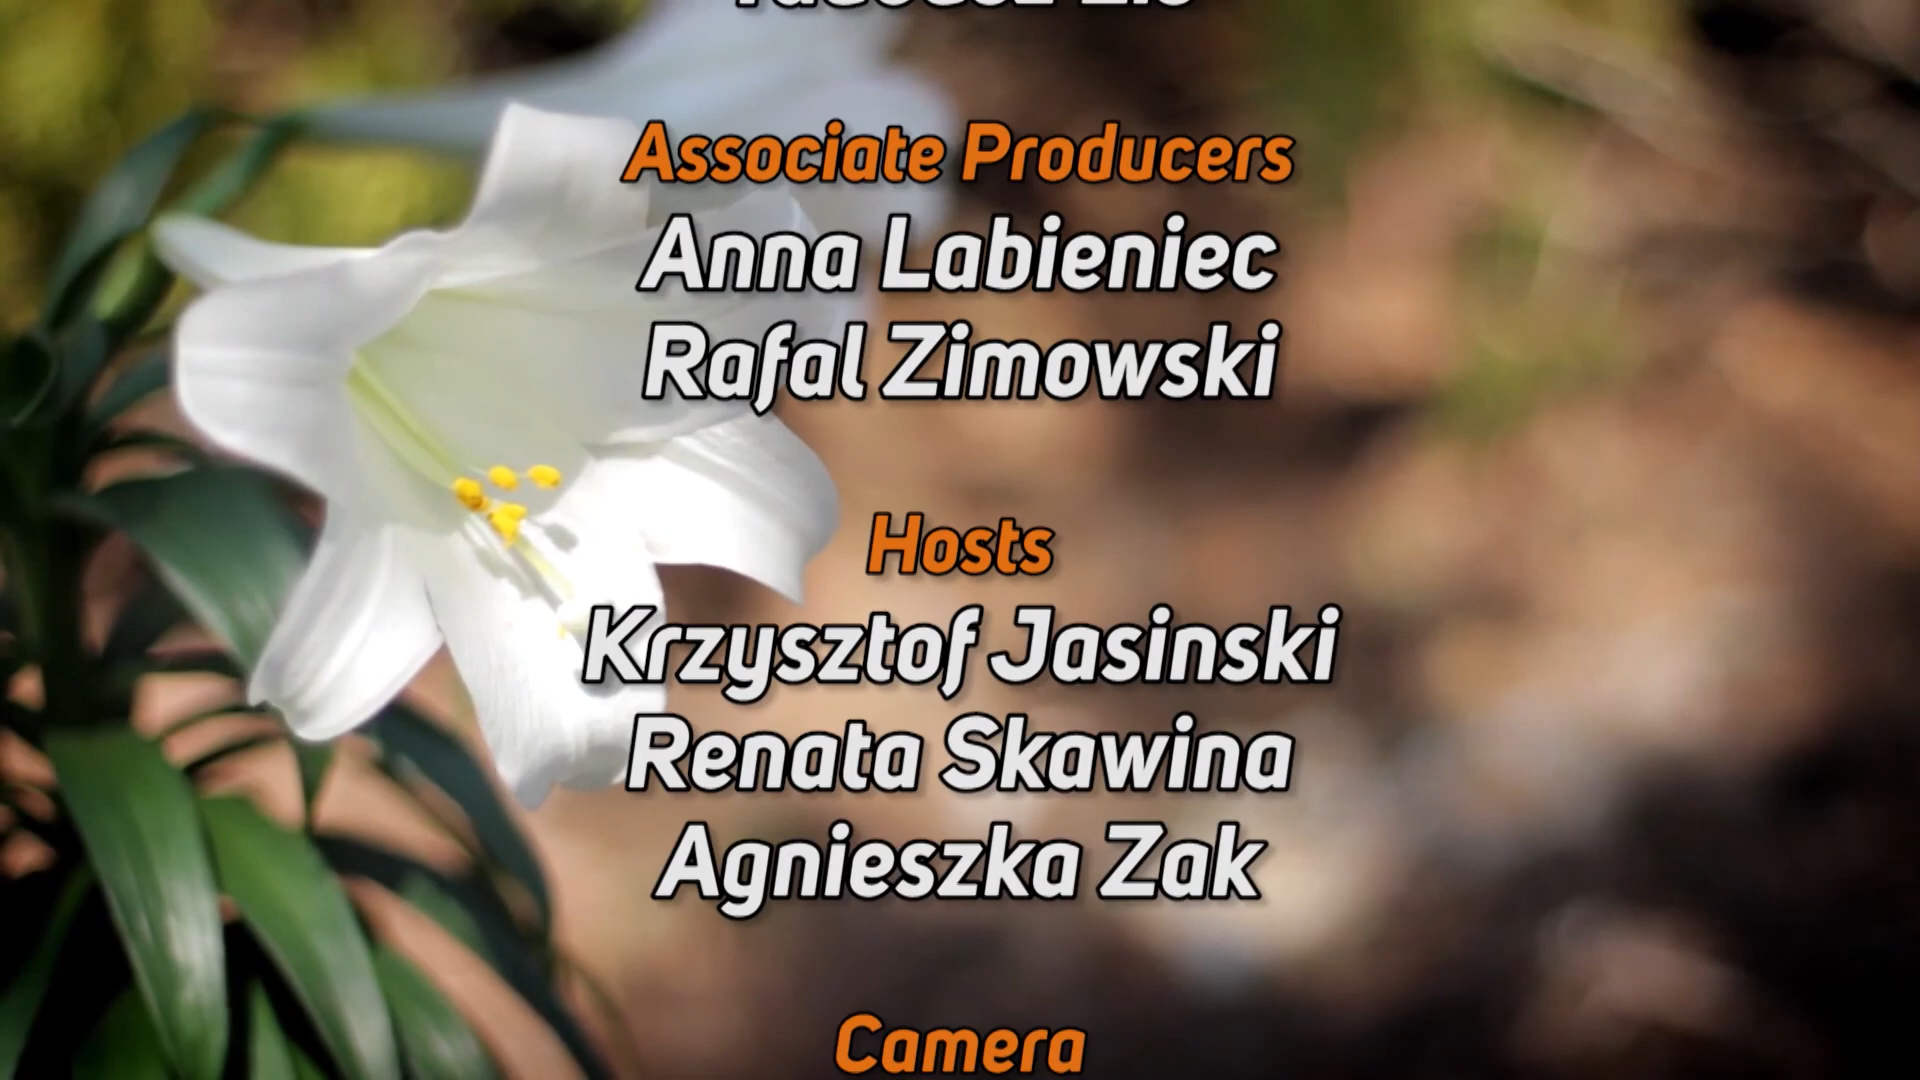 Associate Producers
Anna Labieniec
Rafal Zimowski
Hosts
Krzysztof Jasinski
Renata Skawina
Agnieszka Zak
Camera